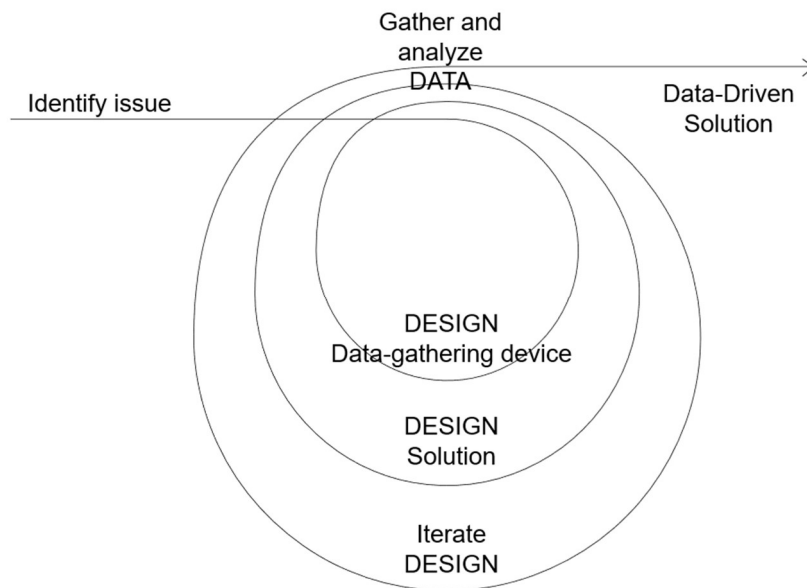 Gather and
analyze
DATA
Identify issue
Data-Driven
Solution
DESIGN
Data-gathering device
DESIGN
Solution
Iterate
DESIGN